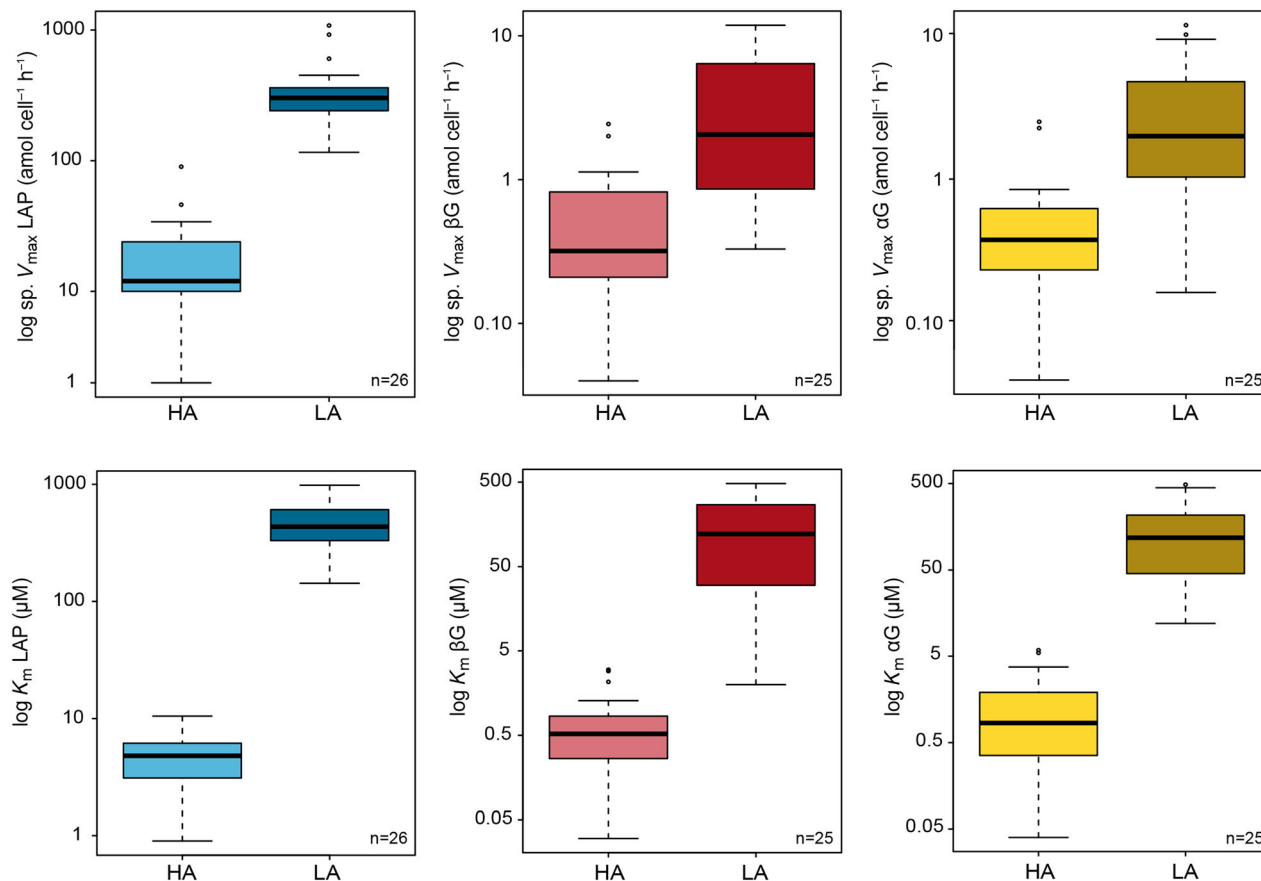 log sp. Vmax LAP (amol cell⁻¹ h⁻¹)
1000
100
10
1
HA
LA
n=26
log sp. Vmax βG (amol cell⁻¹ h⁻¹)
10
1
0.10
HA
LA
n=25
log sp. Vmax αG (amol cell⁻¹ h⁻¹)
10
1
0.10
HA
LA
n=25
log Km LAP (μM)
1000
100
10
1
HA
LA
n=26
log Km βG (μM)
500
50
5
0.5
0.05
HA
LA
n=25
log Km αG (μM)
500
50
5
0.5
0.05
HA
LA
n=25